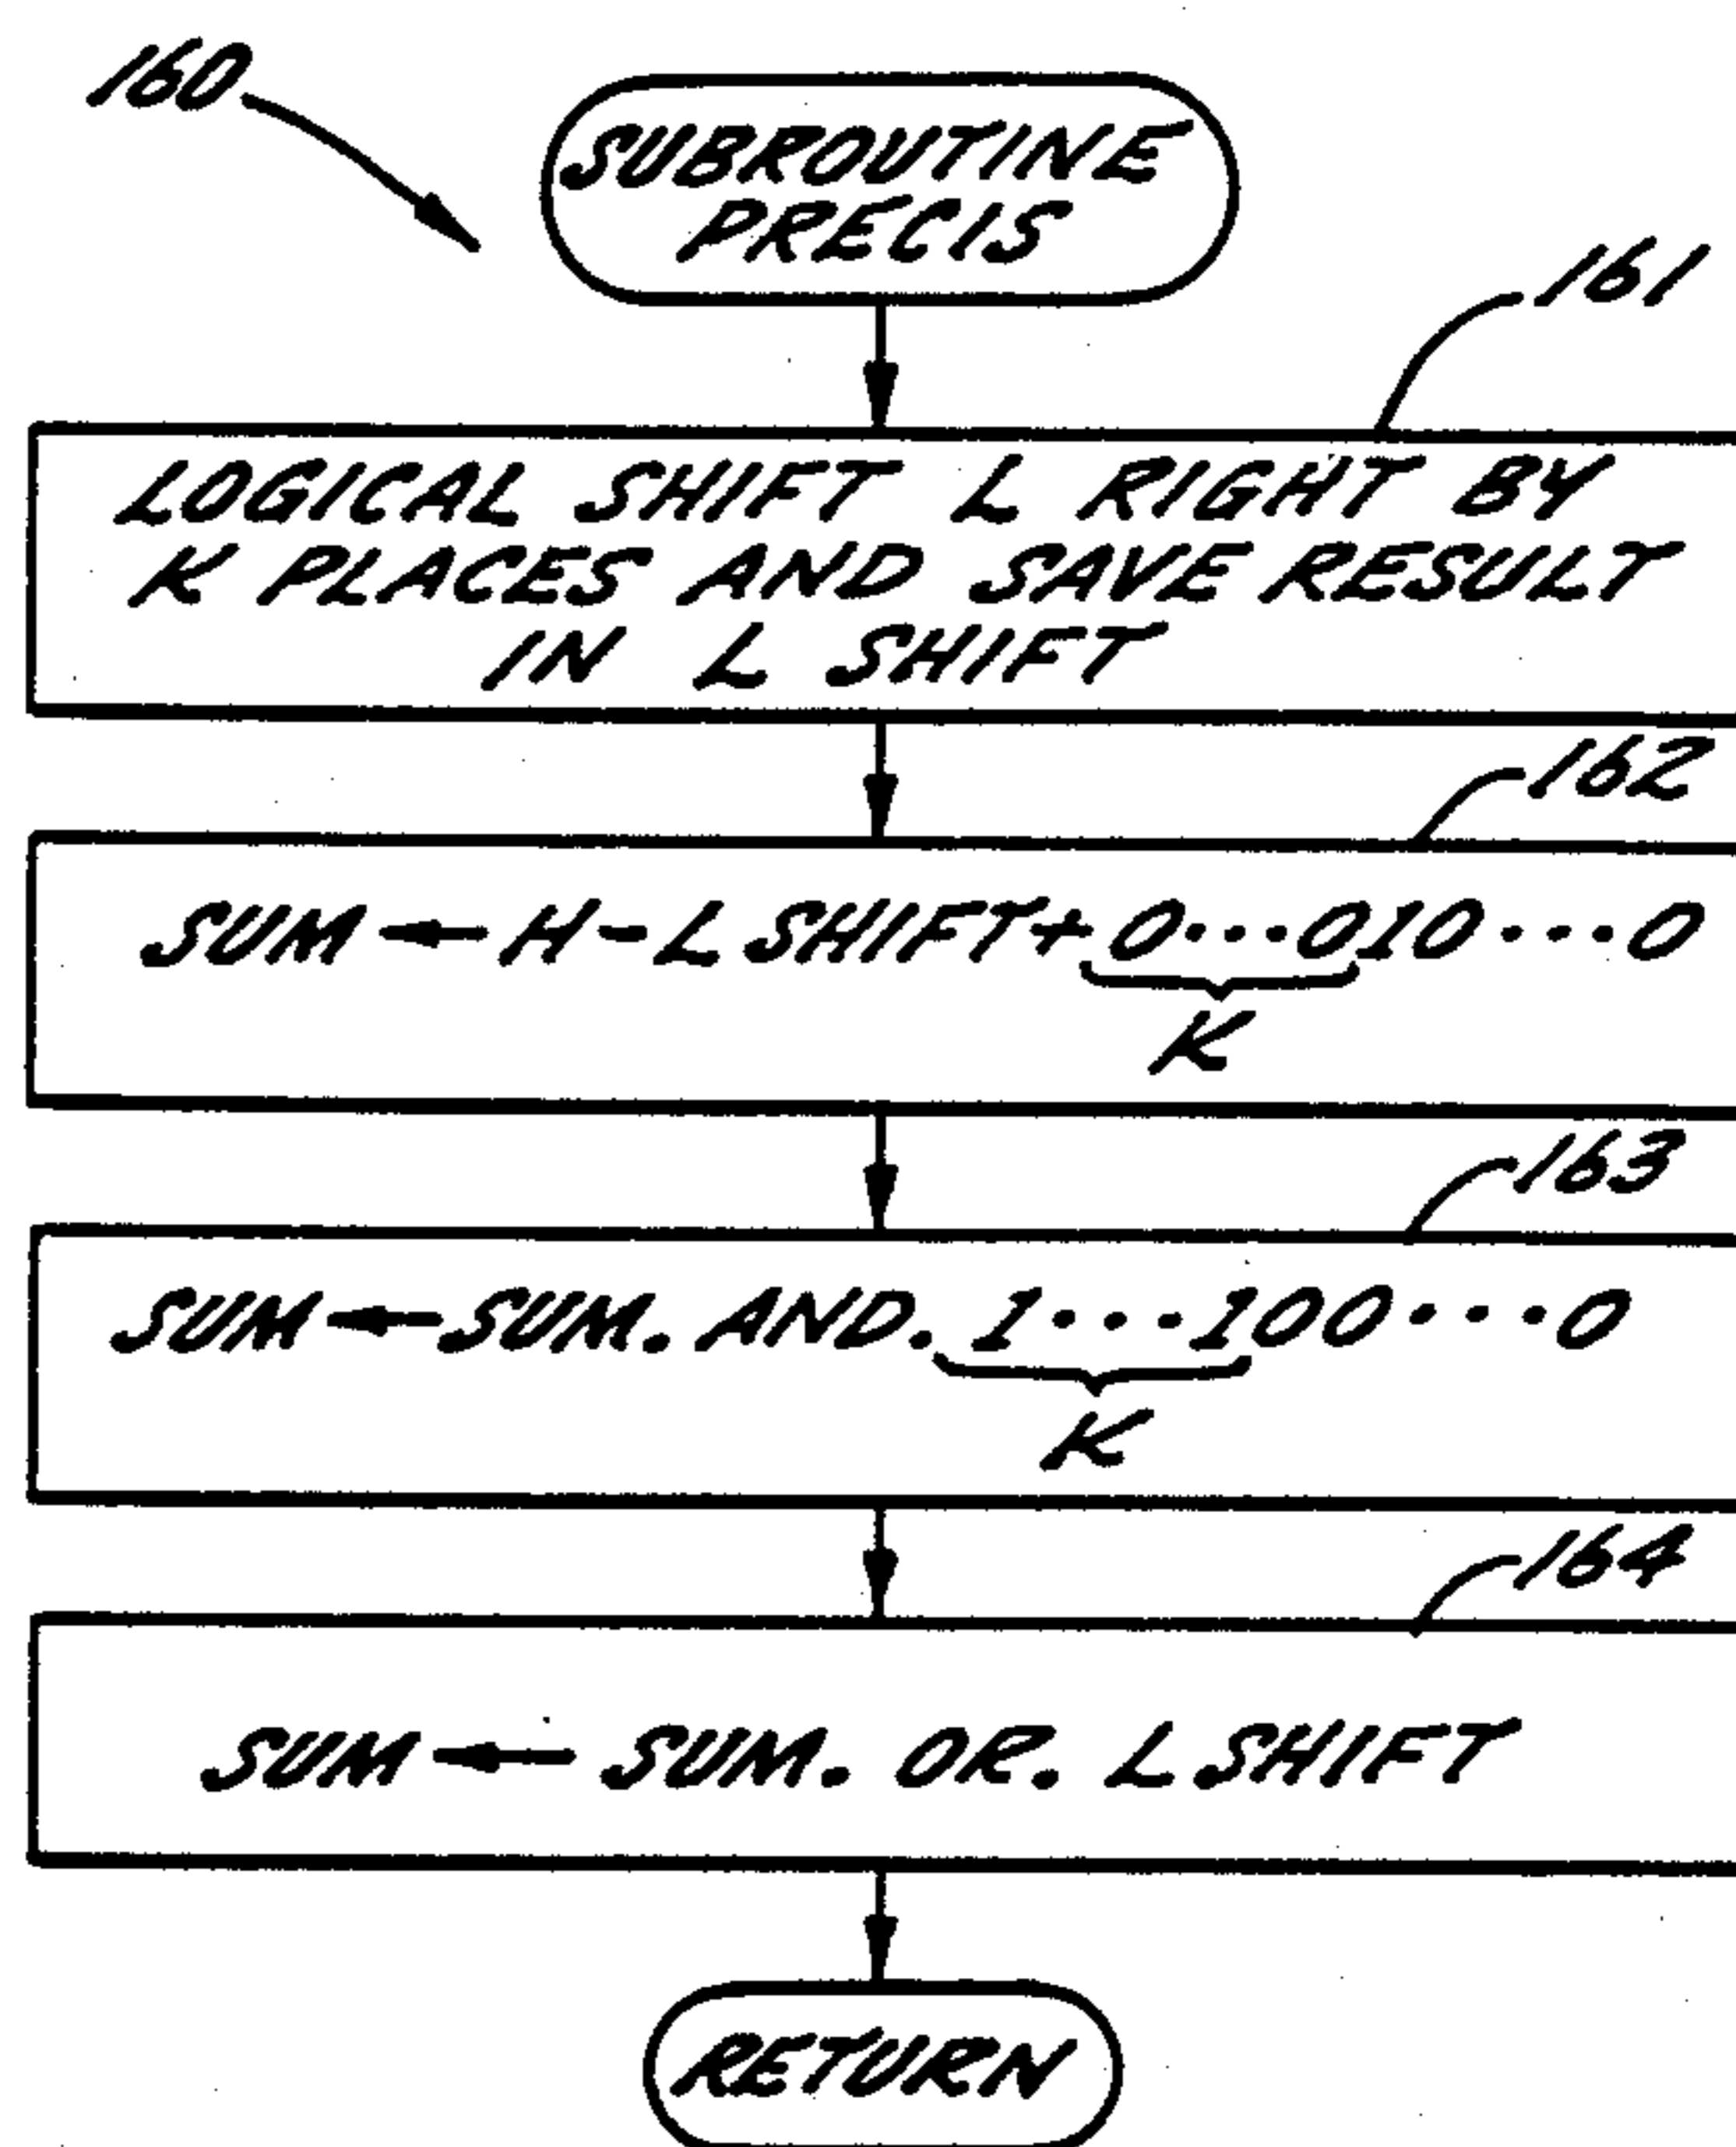 160
SUBROUTINE
PRECIS
161
LOGICAL SHIFT L RIGHT BY
K PLACES AND SAVE RESULT
IN L SHIFT
162
SUM ← H - L SHIFT + 0···010···0
K
163
SUM ← SUM. AND. 1···100···0
K
164
SUM ← SUM. OR. L SHIFT
RETURN